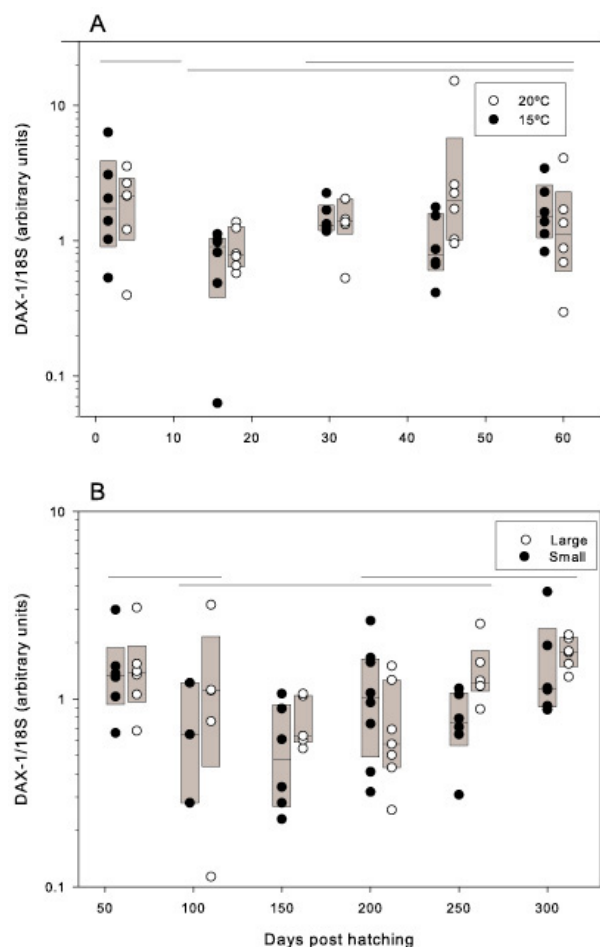 A
20ºC
15ºC
DAX-1/18S (arbitrary units)
10
1
0.1
0 10 20 30 40 50 60
B
Large
Small
DAX-1/18S (arbitrary units)
10
1
0.1
50 100 150 200 250 300
Days post hatching